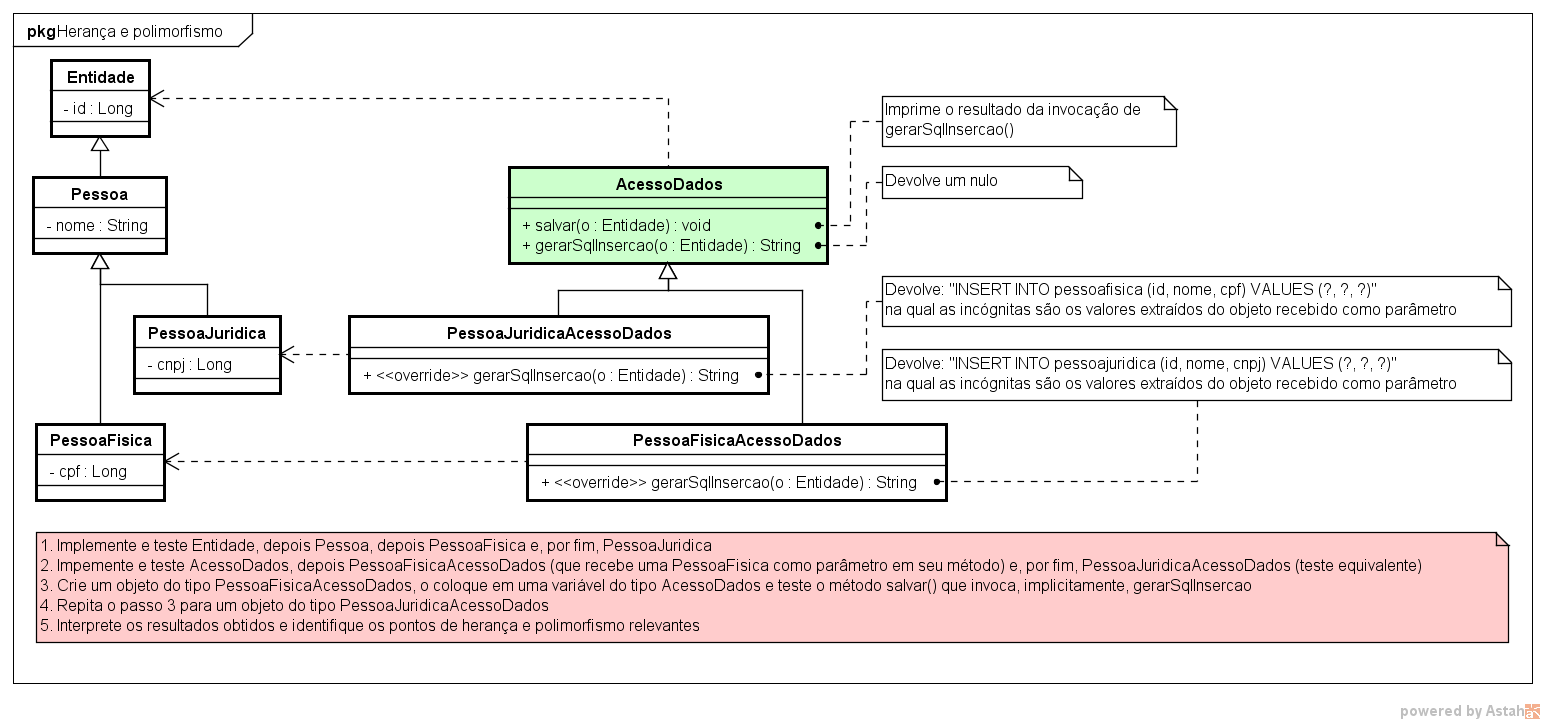 pkg Herança e polimorfismo
Entidade
- id : Long
Pessoa
- nome : String
PessoaJuridica
- cnpj : Long
PessoaFisica
- cpf : Long
AcessoDados
+ salvar(o : Entidade) : void
+ gerarSqlInsercao(o : Entidade) : String
PessoaJuridicaAcessoDados
+ <<override>> gerarSqlInsercao(o : Entidade) : String
PessoaFisicaAcessoDados
+ <<override>> gerarSqlInsercao(o : Entidade) : String
Imprime o resultado da invocação de
gerarSqlInsercao()
Devolve um nulo
Devolve: "INSERT INTO pessoafisica (id, nome, cpf) VALUES (?, ?, ?)"
na qual as incógnitas são os valores extraídos do objeto recebido como parâmetro
Devolve: "INSERT INTO pessoajuridica (id, nome, cnpj) VALUES (?, ?, ?)"
na qual as incógnitas são os valores extraídos do objeto recebido como parâmetro
1. Implemente e teste Entidade, depois Pessoa, depois PessoaFisica e, por fim, PessoaJuridica
2. Impemente e teste AcessoDados, depois PessoaFisicaAcessoDados (que recebe uma PessoaFisica como parâmetro em seu método) e, por fim, PessoaJuridicaAcessoDados (teste equivalente)
3. Crie um objeto do tipo PessoaFisicaAcessoDados, o coloque em uma variável do tipo AcessoDados e teste o método salvar() que invoca, implicitamente, gerarSqlInsercao
4. Repita o passo 3 para um objeto do tipo PessoaJuridicaAcessoDados
5. Interprete os resultados obtidos e identifique os pontos de herança e polimorfismo relevantes
powered by Astah